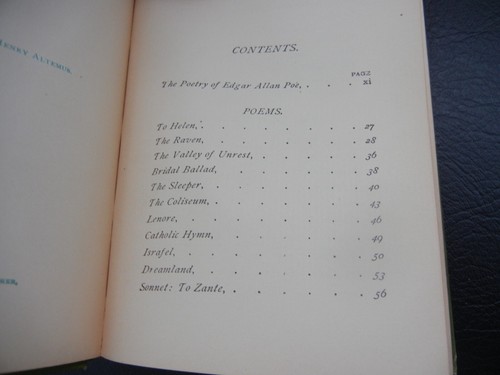 HENRY ALTEMUS.
CONTENTS.
PAGE
The Poetry of Edgar Allan Poe, . . . xi
POEMS.
To Helen, . . . . . . 27
The Raven, . . . . . . 28
The Valley of Unrest, . . . . 36
Bridal Ballad, . . . . . 38
The Sleeper, . . . . . 40
The Coliseum, . . . . . 43
Lenore, . . . . . . 46
Catholic Hymn, . . . . . 49
Israfel, . . . . . . 50
Dreamland, . . . . . 53
Sonnet: To Zante, . . . . . 56